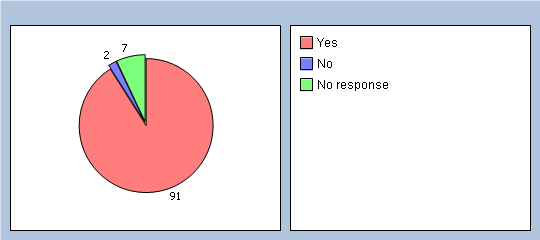 2
7
91
Yes
No
No response